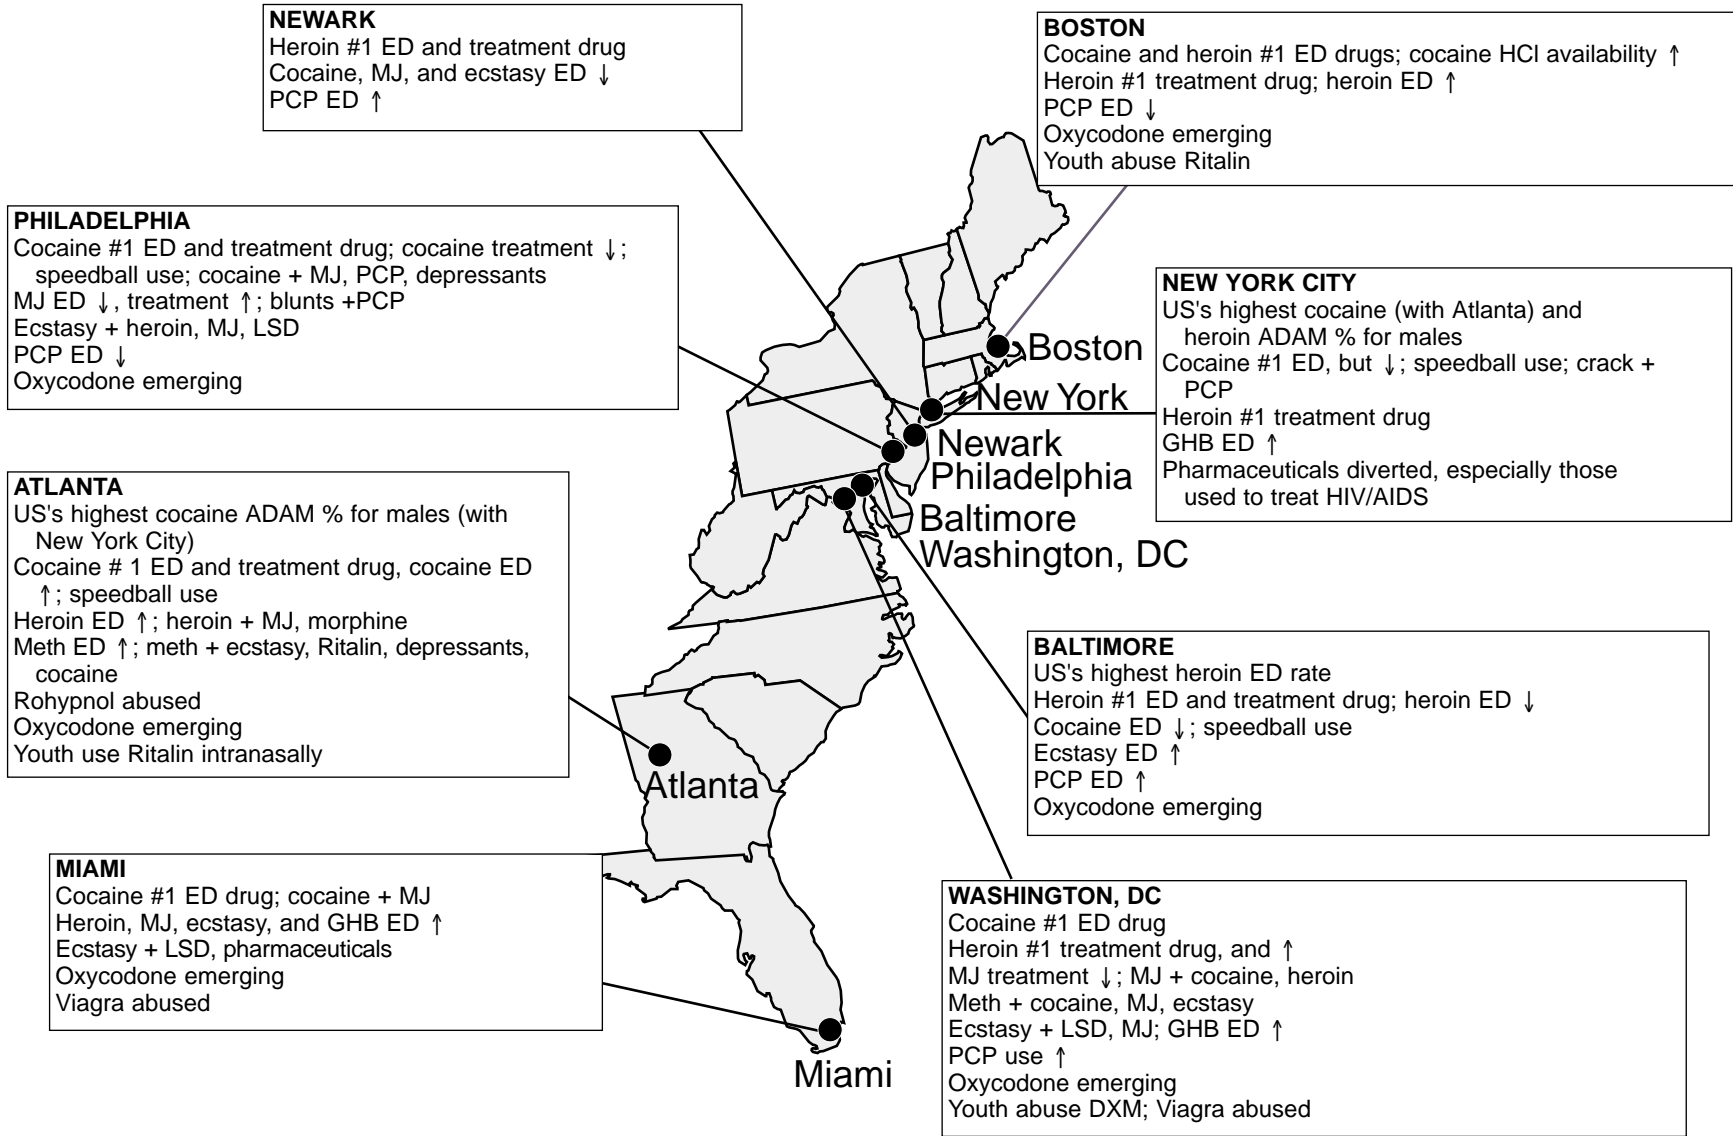 NEWARK
Heroin #1 ED and treatment drug
Cocaine, MJ, and ecstasy ED ↓
PCP ED ↑
BOSTON
Cocaine and heroin #1 ED drugs; cocaine HCl availability ↑
Heroin #1 treatment drug; heroin ED ↑
PCP ED ↓
Oxycodone emerging
Youth abuse Ritalin
PHILADELPHIA
Cocaine #1 ED and treatment drug; cocaine treatment ↓;
speedball use; cocaine + MJ, PCP, depressants
MJ ED ↓, treatment ↑; blunts +PCP
Ecstasy + heroin, MJ, LSD
PCP ED ↓
Oxycodone emerging
NEW YORK CITY
US's highest cocaine (with Atlanta) and
heroin ADAM % for males
Cocaine #1 ED, but ↓; speedball use; crack +
PCP
Heroin #1 treatment drug
GHB ED ↑
Pharmaceuticals diverted, especially those
used to treat HIV/AIDS
Boston
New York
Newark
Philadelphia
Baltimore
Washington, DC
ATLANTA
US's highest cocaine ADAM % for males (with
New York City)
Cocaine # 1 ED and treatment drug, cocaine ED
↑; speedball use
Heroin ED ↑; heroin + MJ, morphine
Meth ED ↑; meth + ecstasy, Ritalin, depressants,
cocaine
Rohypnol abused
Oxycodone emerging
Youth use Ritalin intranasally
Atlanta
BALTIMORE
US's highest heroin ED rate
Heroin #1 ED and treatment drug; heroin ED ↓
Cocaine ED ↓; speedball use
Ecstasy ED ↑
PCP ED ↑
Oxycodone emerging
MIAMI
Cocaine #1 ED drug; cocaine + MJ
Heroin, MJ, ecstasy, and GHB ED ↑
Ecstasy + LSD, pharmaceuticals
Oxycodone emerging
Viagra abused
Miami
WASHINGTON, DC
Cocaine #1 ED drug
Heroin #1 treatment drug, and ↑
MJ treatment ↓; MJ + cocaine, heroin
Meth + cocaine, MJ, ecstasy
Ecstasy + LSD, MJ; GHB ED ↑
PCP use ↑
Oxycodone emerging
Youth abuse DXM; Viagra abused